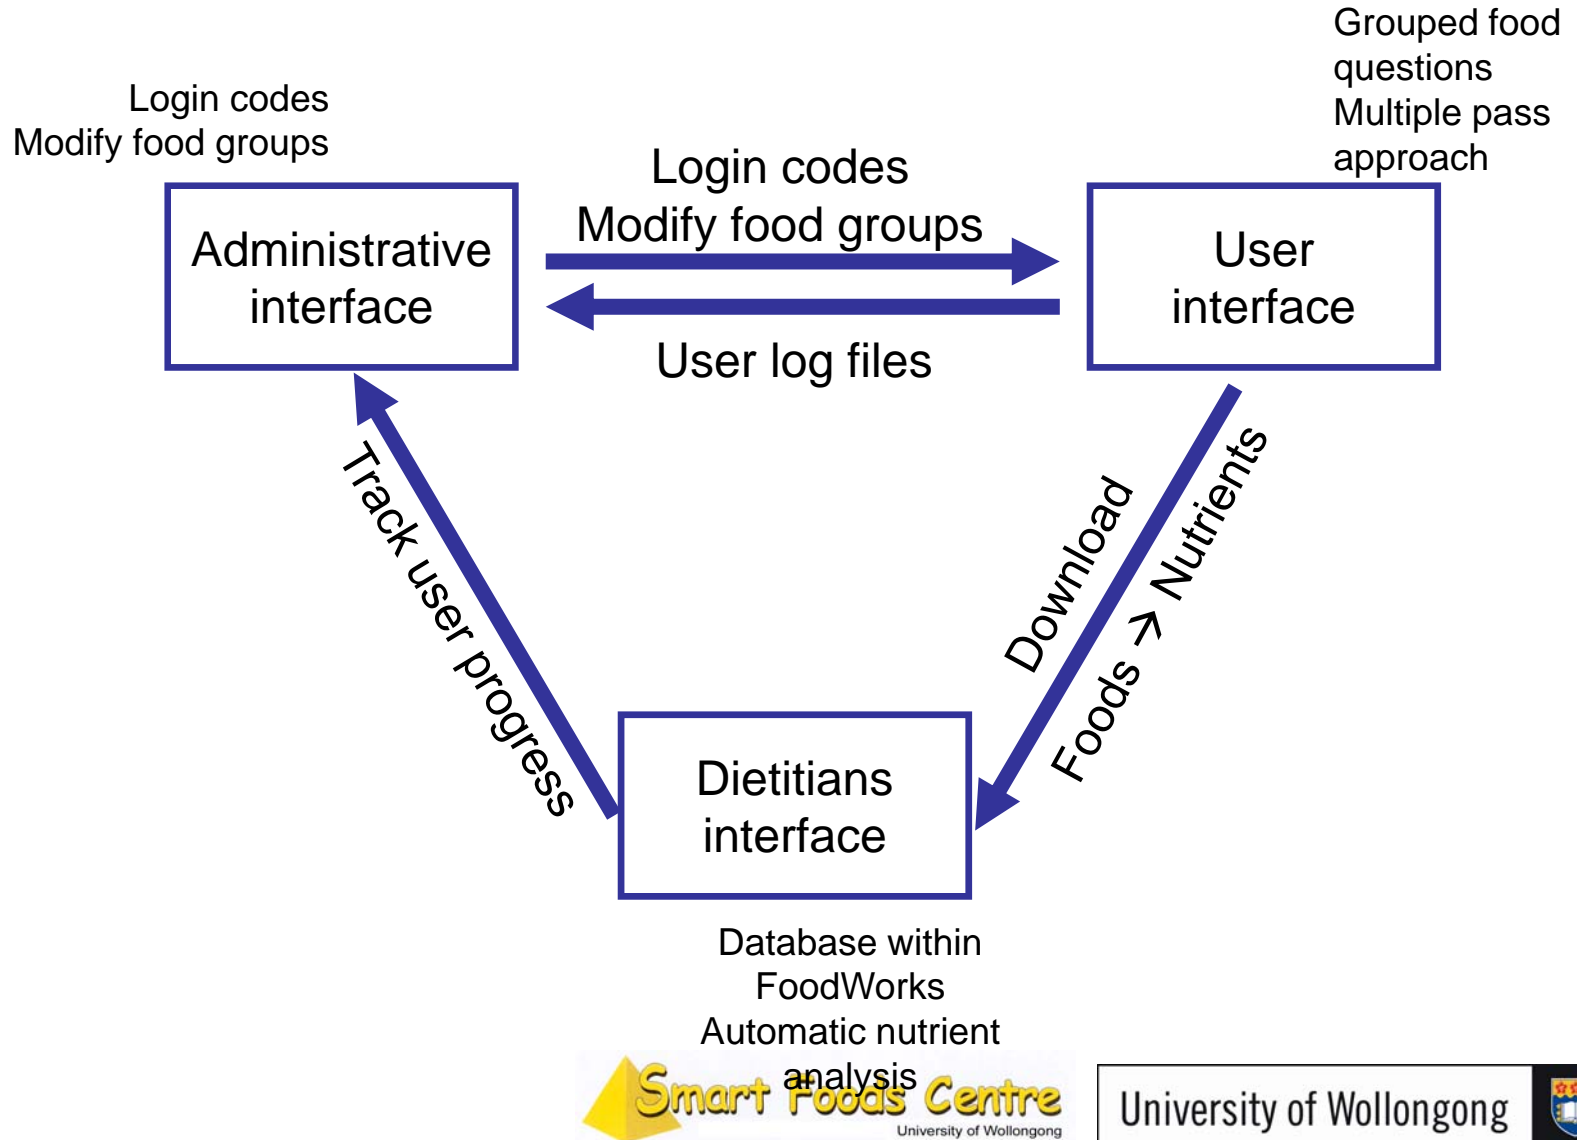 Grouped food
questions
Multiple pass
approach
Login codes
Modify food groups
Login codes
Modify food groups
Administrative
interface
User
interface
User log files
Track user progress
Download
Foods → Nutrients
Dietitians
interface
Database within
FoodWorks
Automatic nutrient
analysis
Smart Foods Centre
University of Wollongong
University of Wollongong